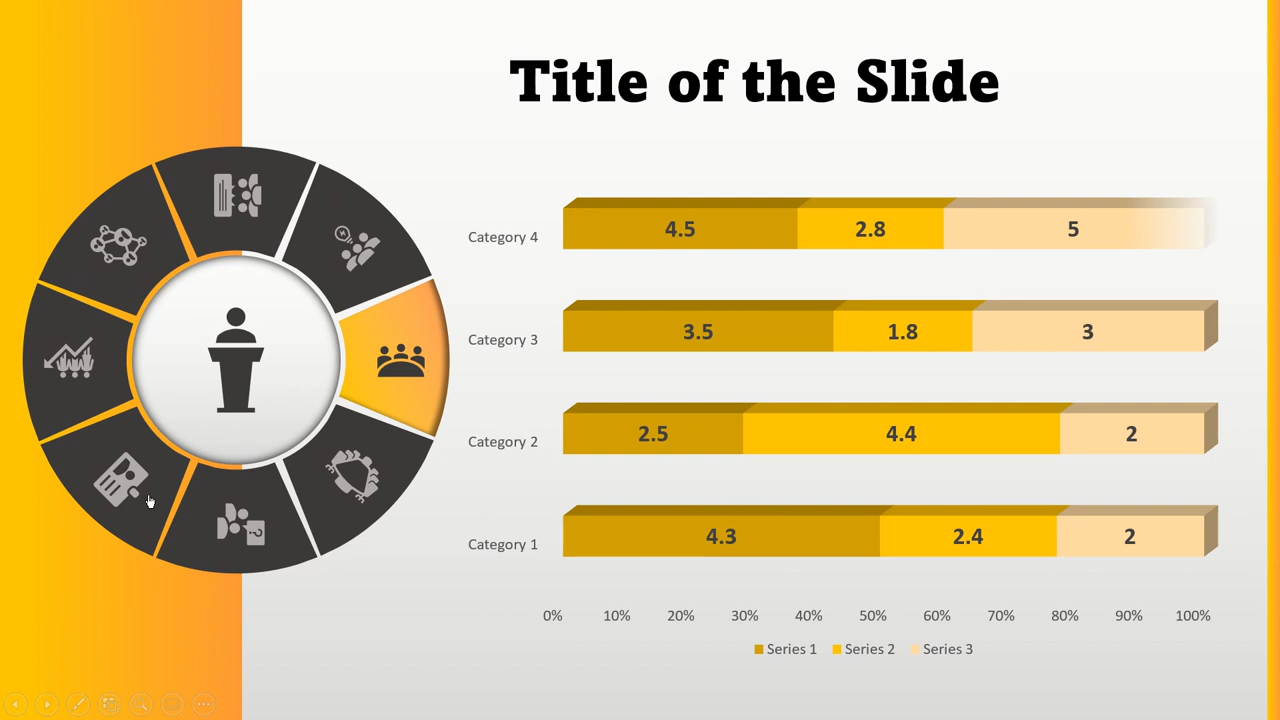 Title of the Slide
Category 4 4.5 2.8 5
Category 3 3.5 1.8 3
Category 2 2.5 4.4 2
Category 1 4.3 2.4 2
0% 10% 20% 30% 40% 50% 60% 70% 80% 90% 100%
Series 1 Series 2 Series 3